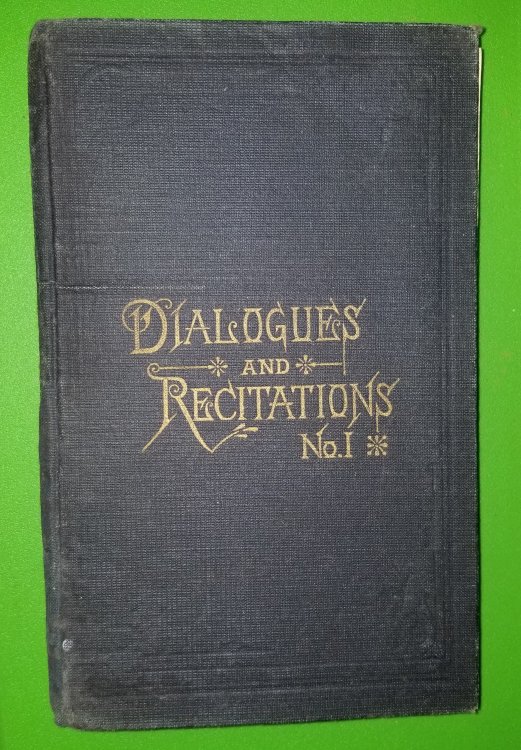 DIALOGUES
AND
RECITATIONS
No.1